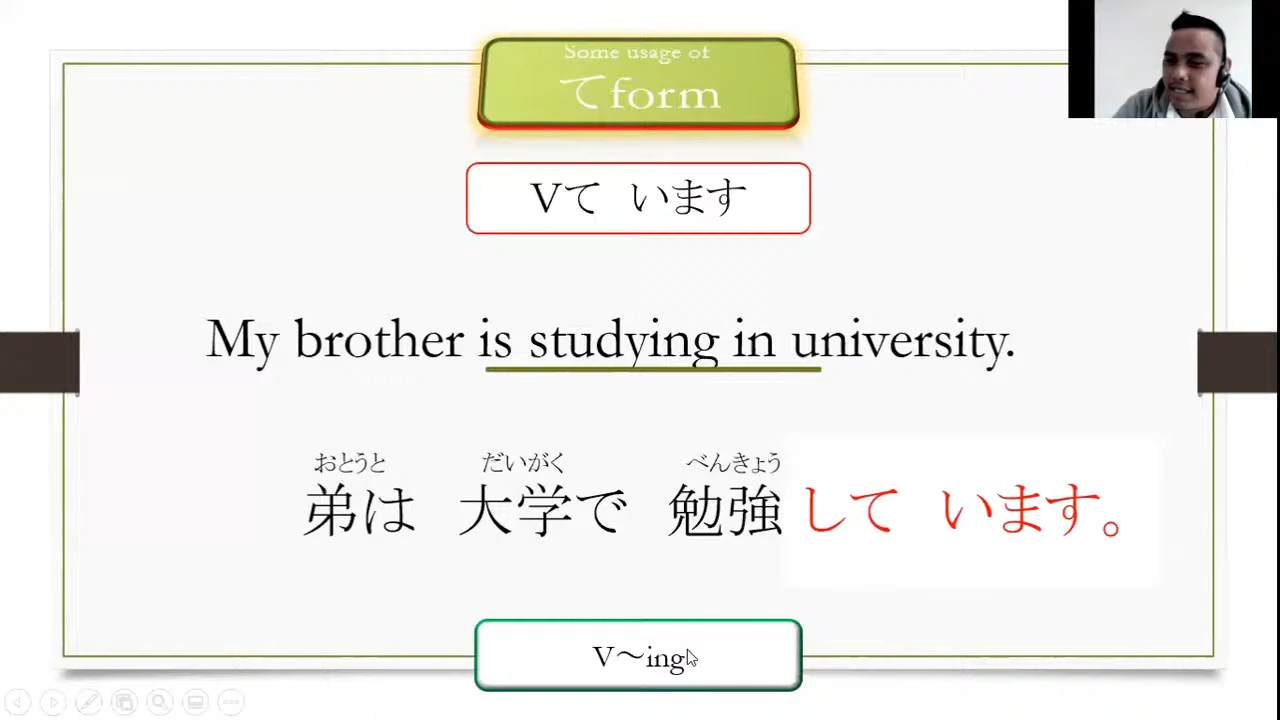 Some usage of
てform
Vて います
My brother is studying in university.
おとうと だいがく べんきょう
弟は 大学で 勉強して います。
V～ing